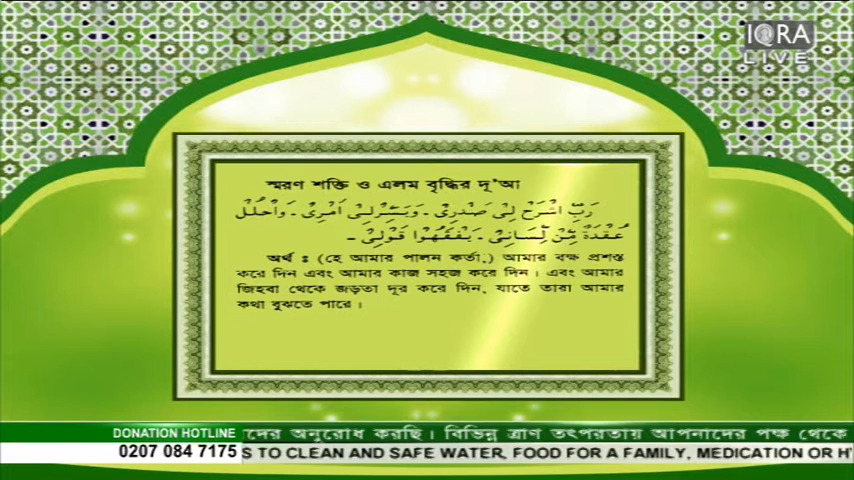 IQRA
LIVE
স্মরণ শক্তি ও এলম বৃদ্ধির দু'আ
رَبِّ اشْرَحْ لِىْ صَدْرِىْ ـ وَيَسِّرْلِىْ اَمْرِىْ ـ وَاحْلُلْ
عُقْدَةً مِّنْ لِّسَانِىْ ـ يَفْقَهُوْا قَوْلِىْ ـ
অর্থ : (হে আমার পালন কর্তা,) আমার বক্ষ প্রশস্ত
করে দিন এবং আমার কাজ সহজ করে দিন। এবং আমার
জিহবা থেকে জড়তা দূর করে দিন, যাতে তারা আমার
কথা বুঝতে পারে।
DONATION HOTLINE
দের অনুরোধ করছি। বিভিন্ন ত্রাণ তৎপরতায় আপনাদের পক্ষ থেকে
0207 084 7175
S TO CLEAN AND SAFE WATER, FOOD FOR A FAMILY, MEDICATION OR